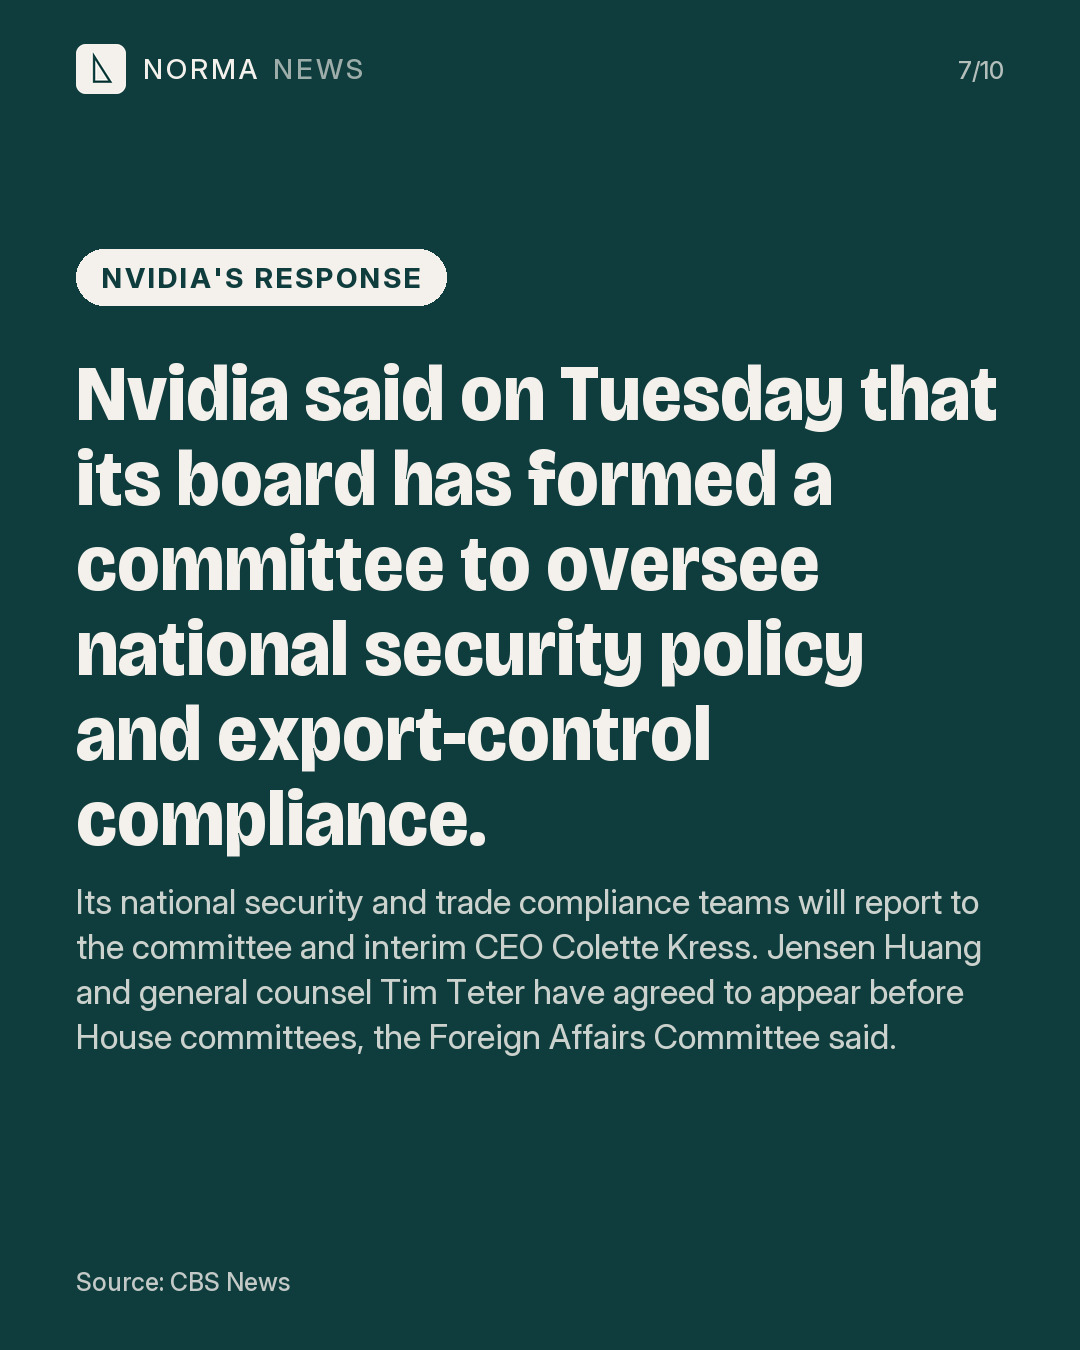 NORMA NEWS
7/10
NVIDIA'S RESPONSE
Nvidia said on Tuesday that
its board has formed a
committee to oversee
national security policy
and export-control
compliance.
Its national security and trade compliance teams will report to
the committee and interim CEO Colette Kress. Jensen Huang
and general counsel Tim Teter have agreed to appear before
House committees, the Foreign Affairs Committee said.
Source: CBS News